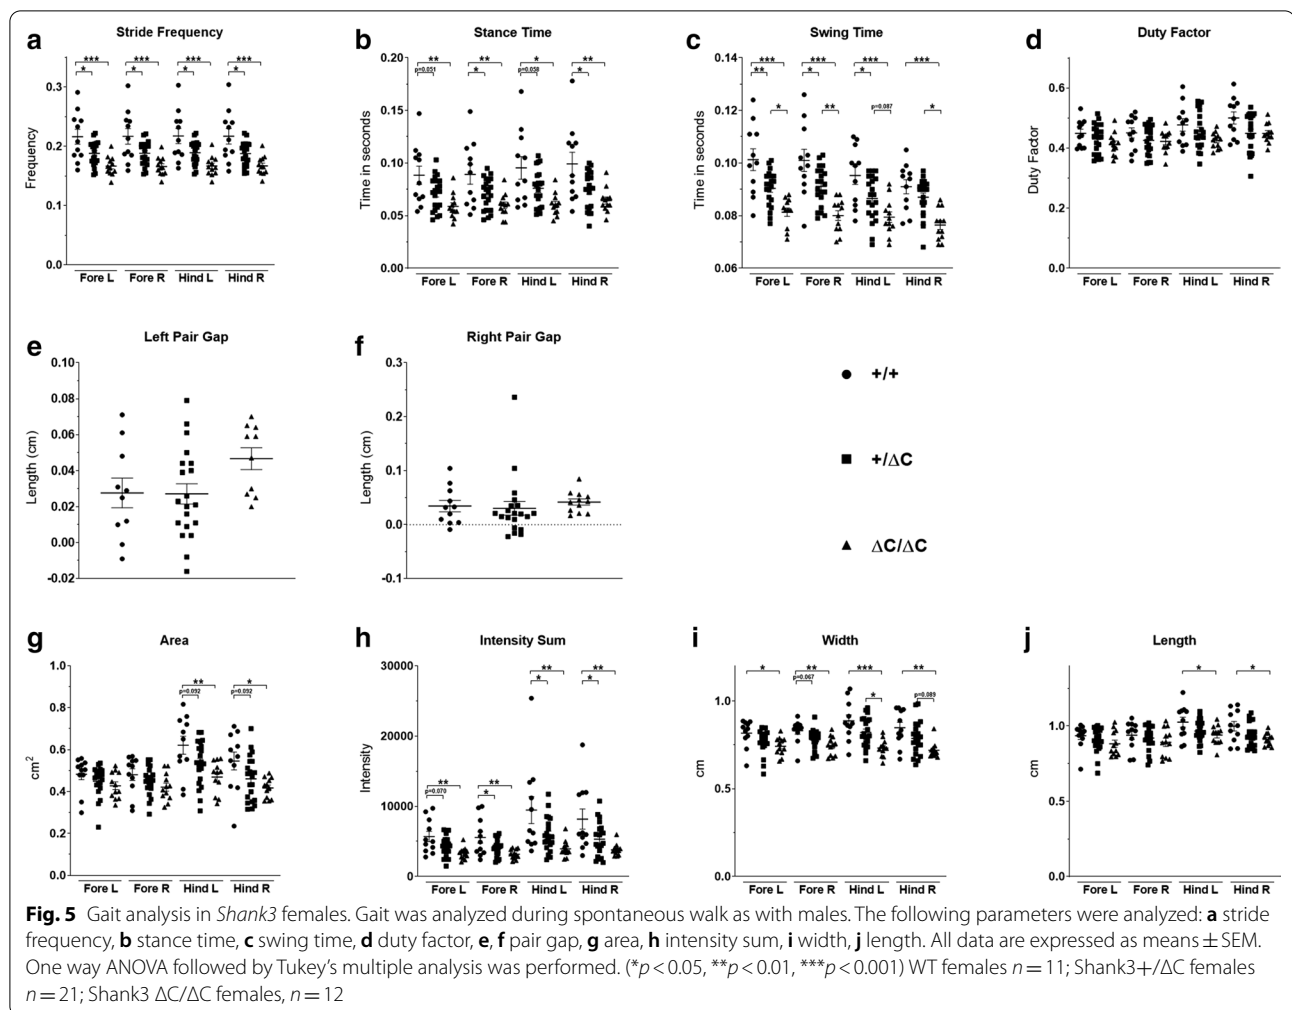 a
Stride Frequency
***
***
***
***
*
*
*
*
Frequency
0.3
0.2
0.1
0.0
Fore L Fore R Hind L Hind R
b
Stance Time
**
**
*
**
p=0.051
*
p=0.058
*
Time in seconds
0.20
0.15
0.10
0.05
0.00
Fore L Fore R Hind L Hind R
c
Swing Time
***
***
***
***
**
*
*
*
**
p=0.087
*
Time in seconds
0.14
0.12
0.10
0.08
0.06
Fore L Fore R Hind L Hind R
d
Duty Factor
Duty Factor
0.6
0.4
0.2
0.0
Fore L Fore R Hind L Hind R
e
Left Pair Gap
Length (cm)
0.10
0.08
0.06
0.04
0.02
0.00
-0.02
f
Right Pair Gap
Length (cm)
0.3
0.2
0.1
0.0
-0.1
+/+
+/ΔC
ΔC/ΔC
g
Area
**
*
p=0.092
p=0.092
cm²
1.0
0.8
0.6
0.4
0.2
0.0
Fore L Fore R Hind L Hind R
h
Intensity Sum
**
**
**
**
p=0.070
*
*
*
Intensity
30000
20000
10000
0
Fore L Fore R Hind L Hind R
i
Width
*
**
***
**
p=0.067
*
p=0.089
cm
1.0
0.5
0.0
Fore L Fore R Hind L Hind R
j
Length
*
*
cm
1.5
1.0
0.5
0.0
Fore L Fore R Hind L Hind R
Fig. 5 Gait analysis in Shank3 females. Gait was analyzed during spontaneous walk as with males. The following parameters were analyzed: a stride
frequency, b stance time, c swing time, d duty factor, e, f pair gap, g area, h intensity sum, i width, j length. All data are expressed as means ± SEM.
One way ANOVA followed by Tukey's multiple analysis was performed. (*p < 0.05, **p < 0.01, ***p < 0.001) WT females n = 11; Shank3+/ΔC females
n = 21; Shank3 ΔC/ΔC females, n = 12